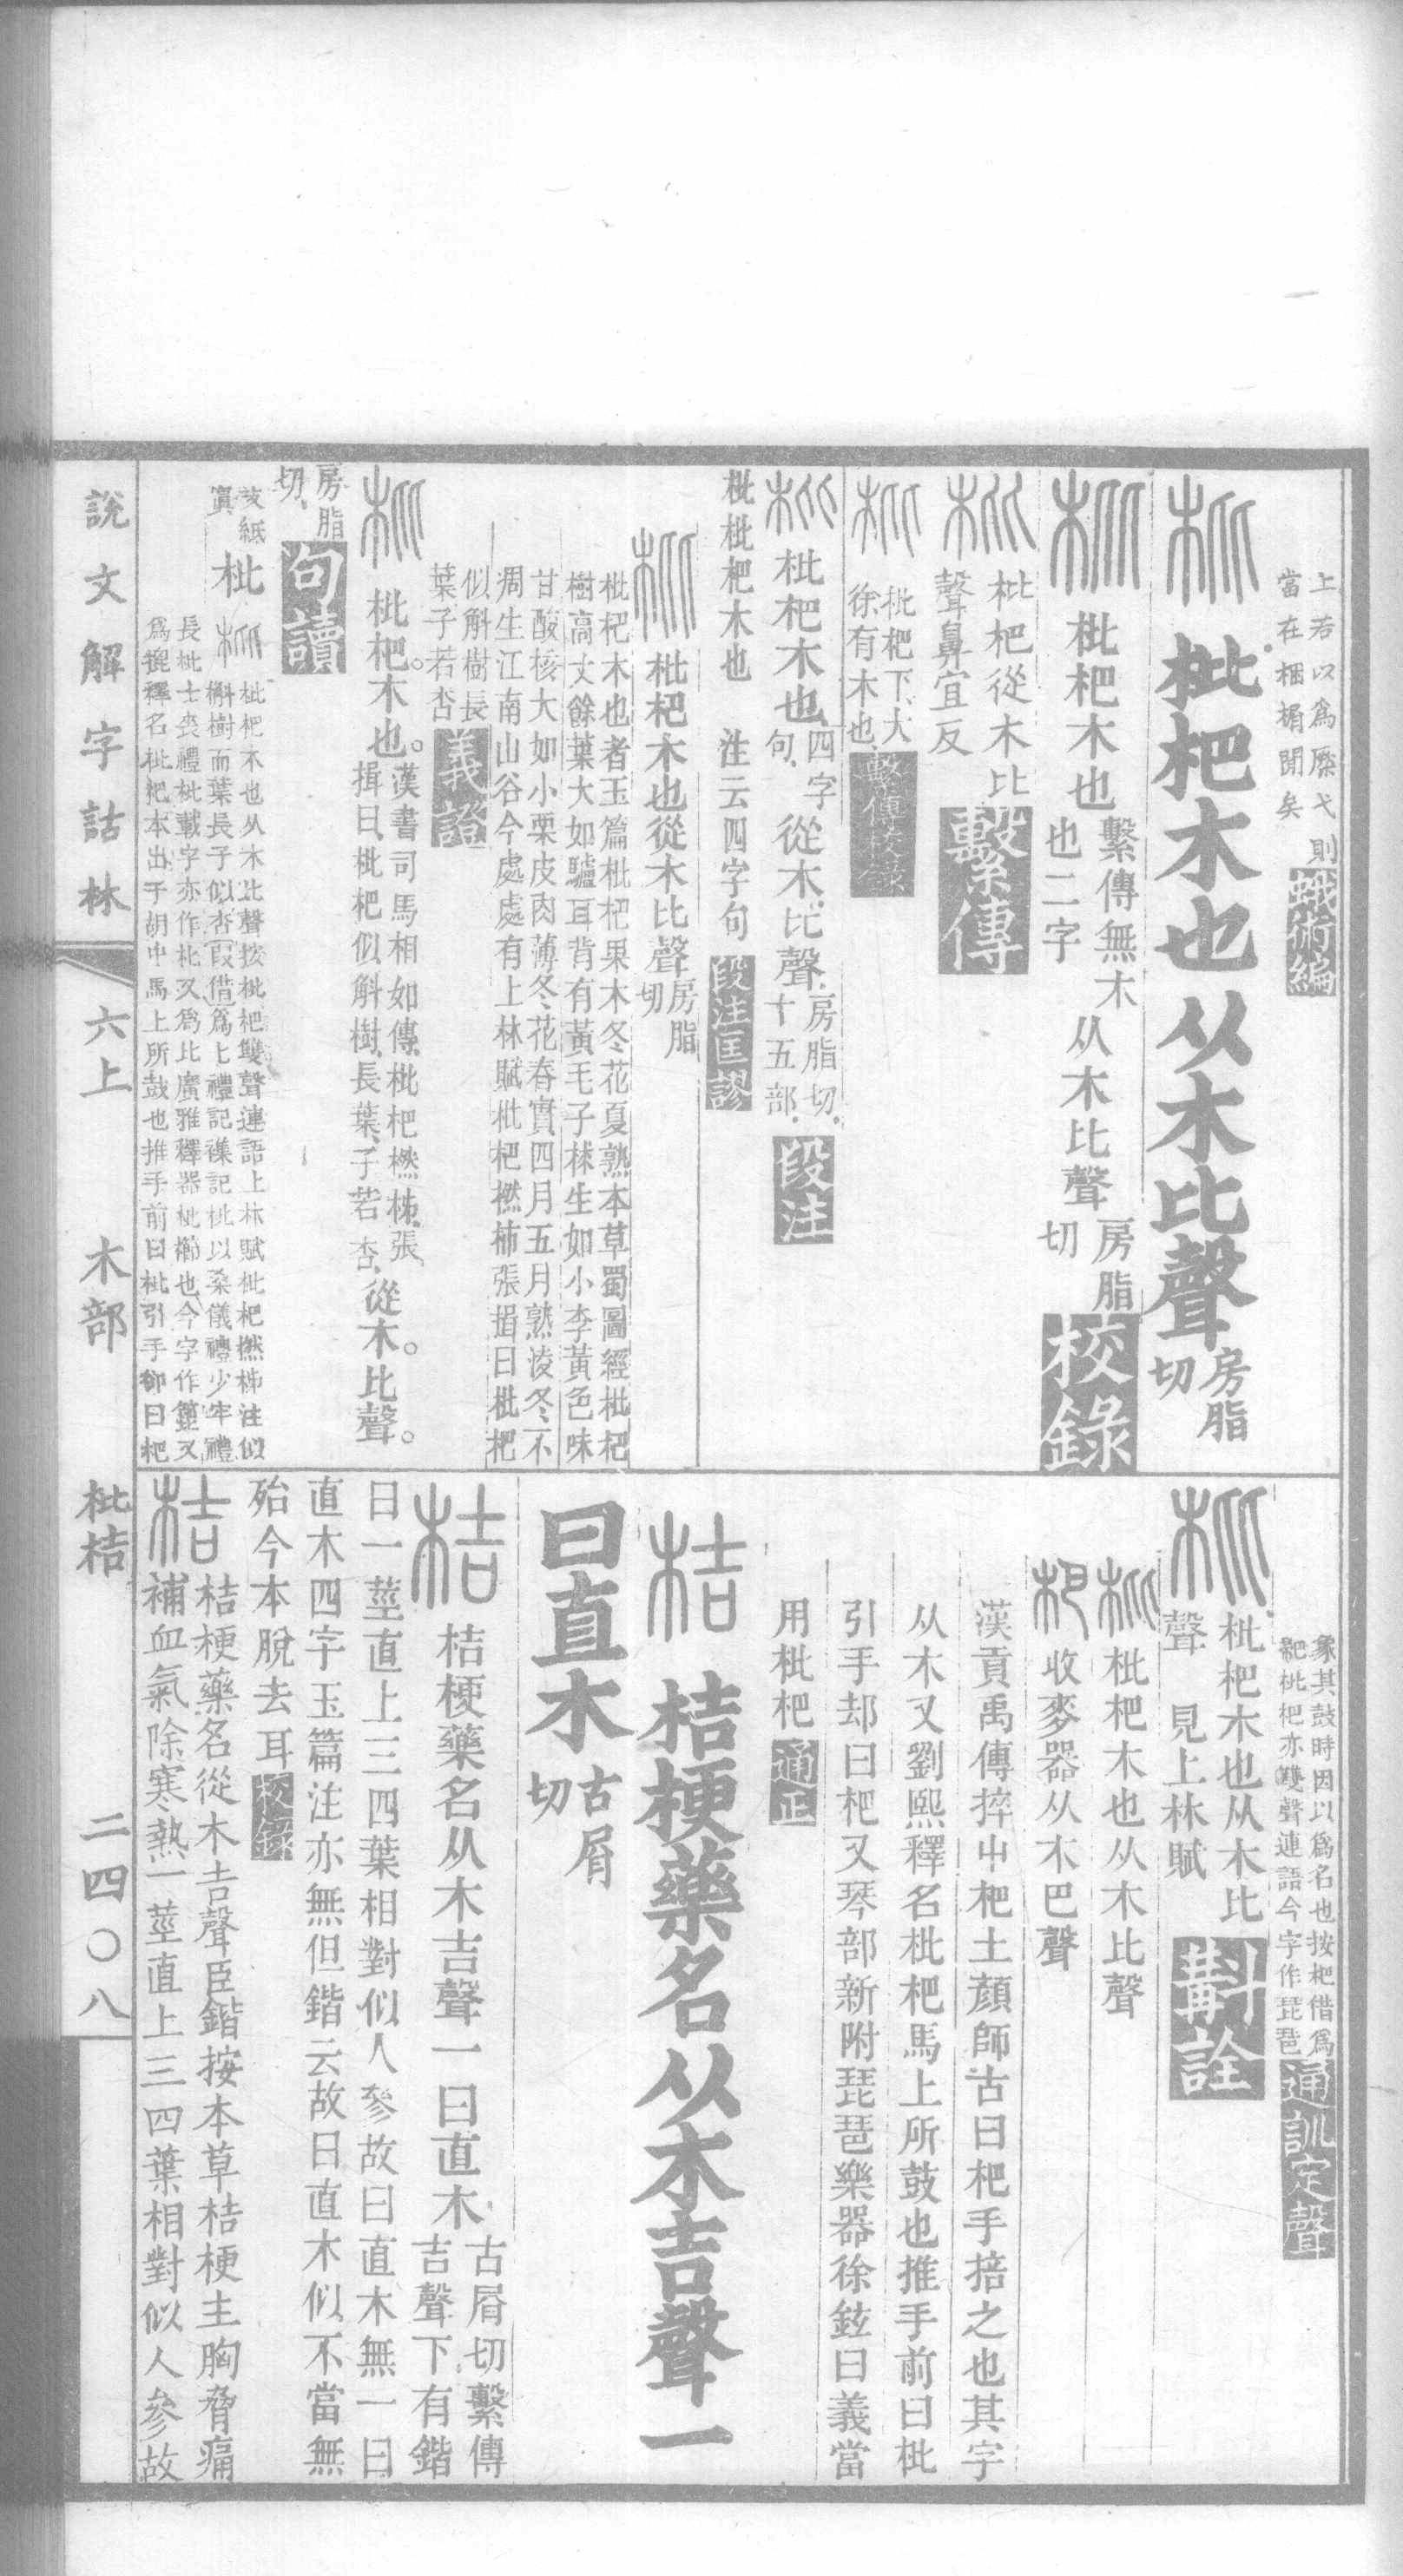 上若以為橜弋則
當在梱楣閒矣
蛾術編
枇杷木也从木比聲
房脂
切
枇杷木也
繫傳無木
也二字
从木比聲
房脂
切
校錄
枇杷從木比
聲鼻宜反
繫傳
枇杷下大
徐有木也
繫傳校錄
枇杷木也
四字
句
從木比聲
房脂切
十五部
段注
枇枇杷木也 注云四字句
段注匡謬
枇杷木也從木比聲
房脂
切
枇杷木也者玉篇枇杷果木冬花夏熟本草蜀圖經枇杷
樹高丈餘葉大如驢耳背有黃毛子梂生如小李黃色味
甘酸核大如小栗皮肉薄冬花春實四月五月熟淩冬不
凋生江南山谷今處處有上林賦枇杷橪柿張揖曰枇杷
似斛樹長
葉子若杏
義證
枇杷。木也。
漢書司馬相如傳枇杷橪柹張
揖曰枇杷似斛樹長葉子若杏
從木。比聲。
房脂
切
句讀
枇
枇杷木也从木比聲按枇杷雙聲連語上林賦枇杷橪柹注似
槲樹而葉長子似杏叚借為匕禮記襍記枇以桑儀禮少牢禮
長枇士喪禮枇載字亦作朼又為比廣雅釋器枇櫛也今字作篦又
為釋名枇杷本出于胡中馬上所鼓也推手前曰枇引手卻曰杷
象其鼓時因以為名也按杷借為
枇杷亦雙聲連語今字作琵琶
通訓定聲
枇杷木也从木比
聲 見上林賦
斠詮
枇杷木也从木比聲
收麥器从木巴聲
漢貢禹傳捽屮杷土顏師古曰杷手掊之也其字
从木又劉熙釋名枇杷馬上所鼓也推手前曰枇
引手却曰杷又琴部新附琵琶樂器徐鉉曰義當
用枇杷
通正
桔梗藥名从木吉聲一
曰直木
古屑
切
桔梗藥名从木吉聲一曰直木
古屑切繫傳
吉聲下有鍇
曰一莖直上三四葉相對似人參故曰直木無一曰
直木四字玉篇注亦無但鍇云故曰直木似不當無
殆今本脫去耳
校錄
桔梗藥名從木吉聲臣鍇按本草桔梗主胸脅痛
補血氣除寒熱一莖直上三四葉相對似人參故
說文解字詁林
六上
木部
枇桔
二四〇八